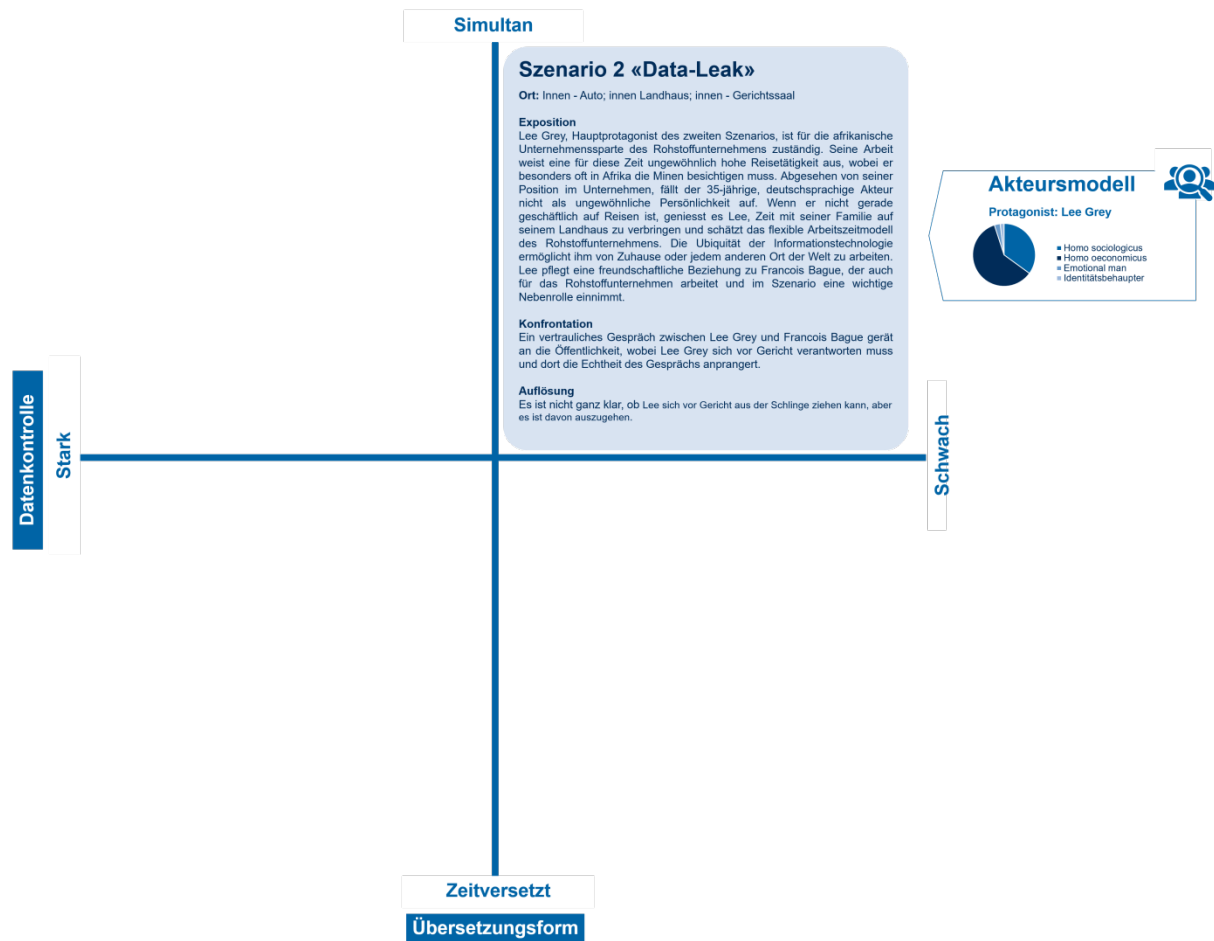 Simultan
Szenario 2 «Data-Leak»
Ort: Innen - Auto; innen Landhaus; innen - Gerichtssaal
Exposition
Lee Grey, Hauptprotagonist des zweiten Szenarios, ist für die afrikanische
Unternehmenssparte des Rohstoffunternehmens zuständig. Seine Arbeit
weist eine für diese Zeit ungewöhnlich hohe Reisetätigkeit aus, wobei er
besonders oft in Afrika die Minen besichtigen muss. Abgesehen von seiner
Position im Unternehmen, fällt der 35-jährige, deutschsprachige Akteur
nicht als ungewöhnliche Persönlichkeit auf. Wenn er nicht gerade
geschäftlich auf Reisen ist, geniesst es Lee, Zeit mit seiner Familie auf
seinem Landhaus zu verbringen und schätzt das flexible Arbeitszeitmodell
des Rohstoffunternehmens. Die Ubiquität der Informationstechnologie
ermöglicht ihm von Zuhause oder jedem anderen Ort der Welt zu arbeiten.
Lee pflegt eine freundschaftliche Beziehung zu Francois Bague, der auch
für das Rohstoffunternehmen arbeitet und im Szenario eine wichtige
Nebenrolle einnimmt.
Konfrontation
Ein vertrauliches Gespräch zwischen Lee Grey und Francois Bague gerät
an die Öffentlichkeit, wobei Lee Grey sich vor Gericht verantworten muss
und dort die Echtheit des Gesprächs anprangert.
Auflösung
Es ist nicht ganz klar, ob Lee sich vor Gericht aus der Schlinge ziehen kann, aber
es ist davon auszugehen.
Akteursmodell
Protagonist: Lee Grey
Homo sociologicus
Homo oeconomicus
Emotional man
Identitätsbehaupter
Datenkontrolle
Stark
Schwach
Zeitversetzt
Übersetzungsform